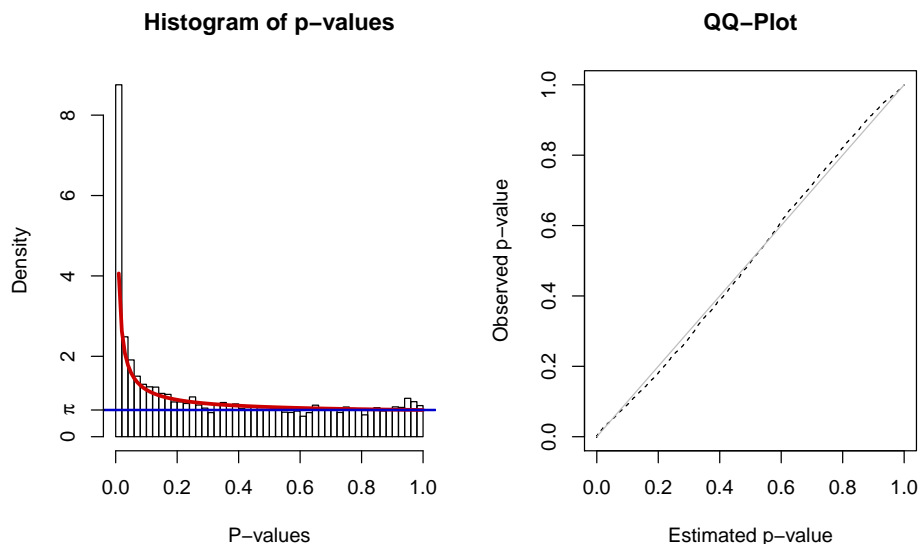 Histogram of p−values
Density
8
6
4
2
π
0
0.0 0.2 0.4 0.6 0.8 1.0
P−values
QQ−Plot
Observed p−value
1.0
0.8
0.6
0.4
0.2
0.0
0.0 0.2 0.4 0.6 0.8 1.0
Estimated p−value